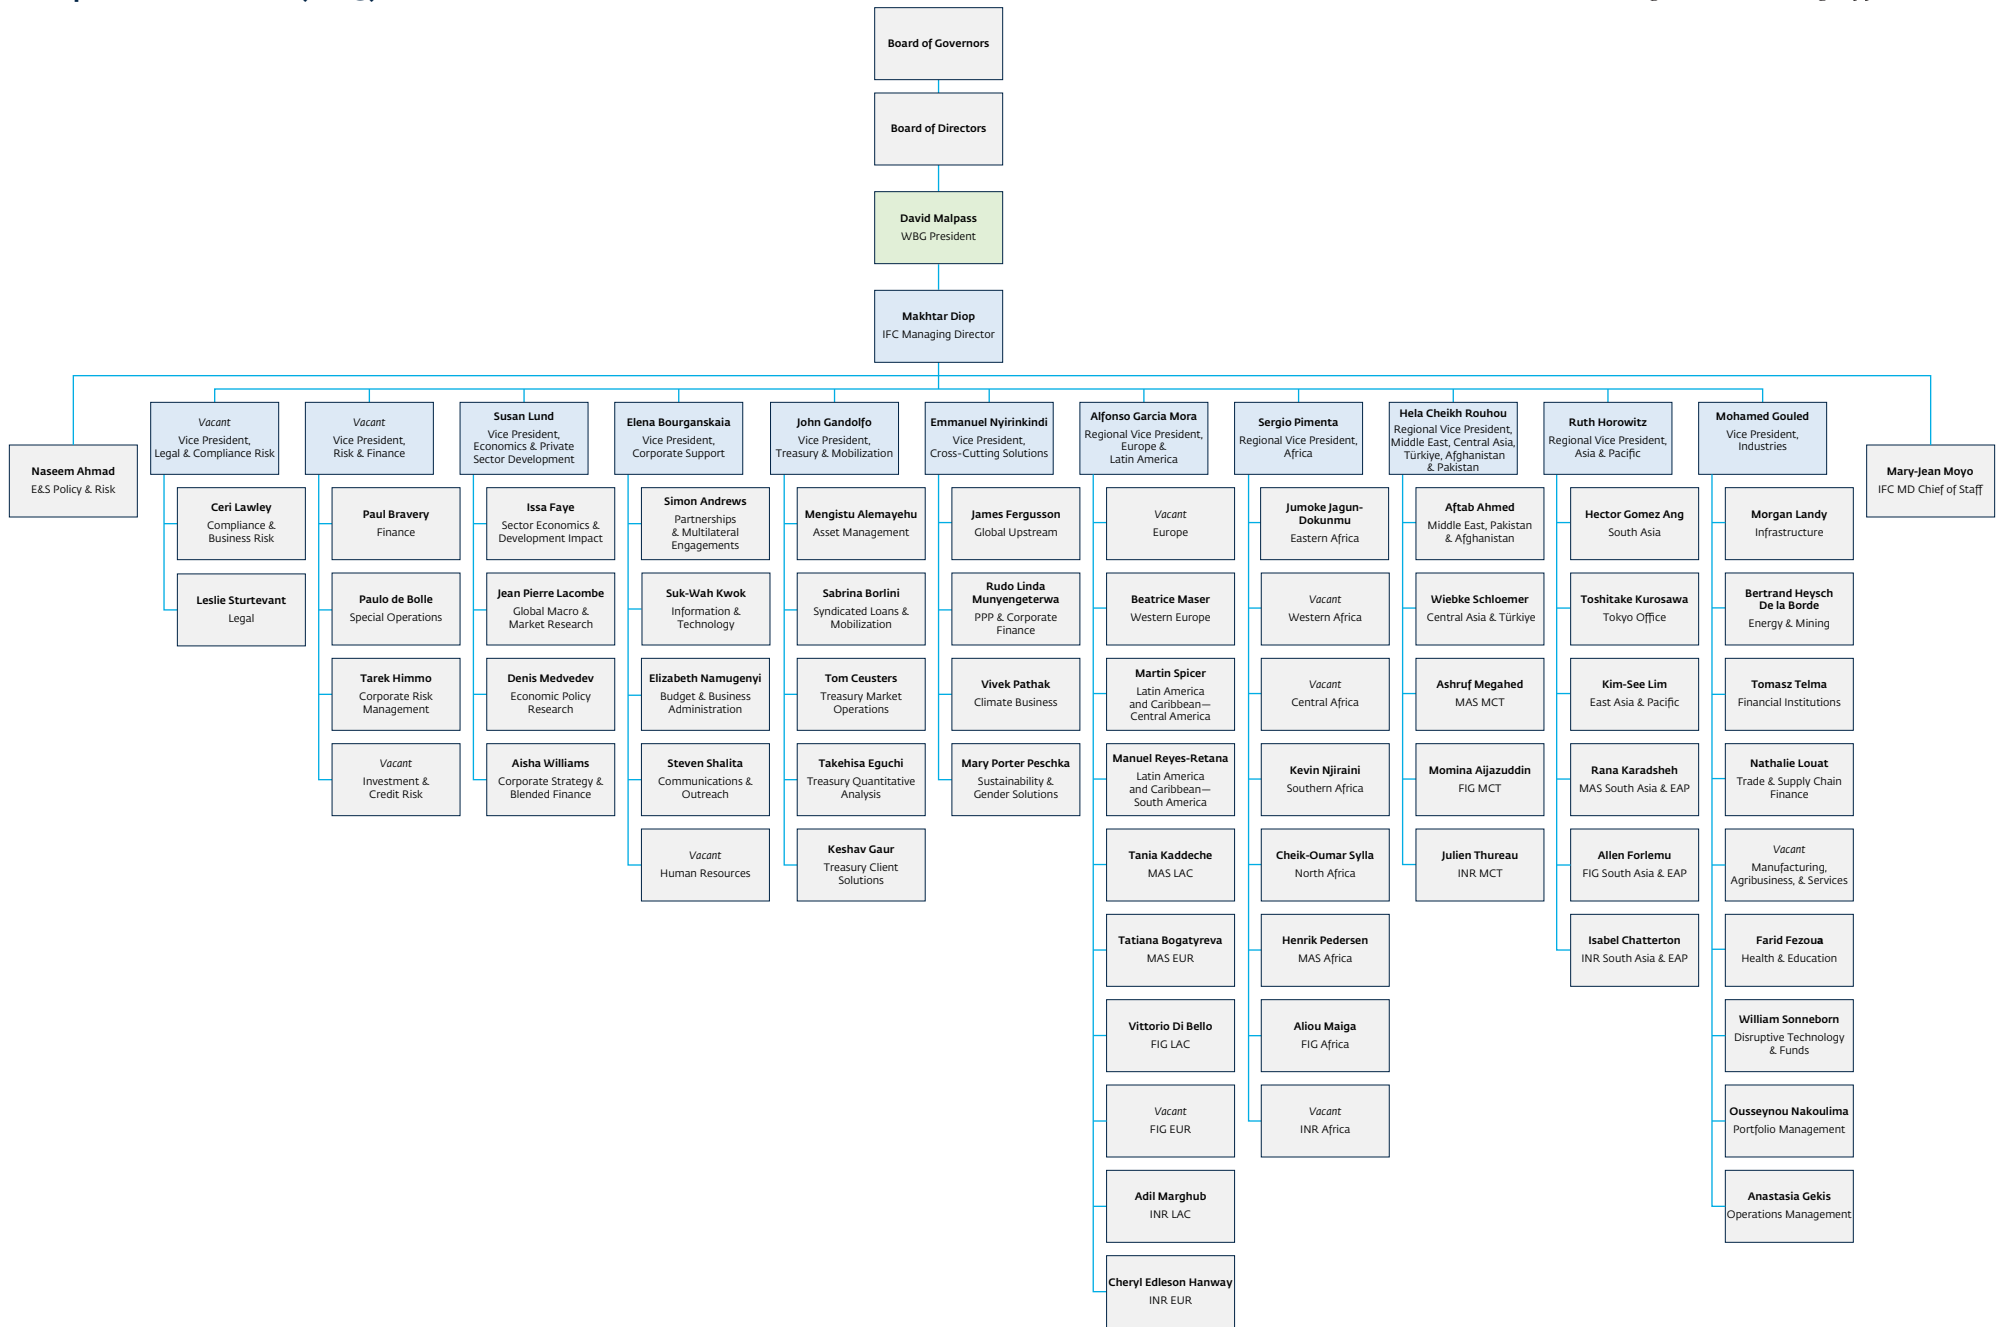 Board of Governors
Board of Directors
David Malpass
WBG President
Makhtar Diop
IFC Managing Director
Naseem Ahmad
E&S Policy & Risk
Vacant
Vice President,
Legal & Compliance Risk
Ceri Lawley
Compliance &
Business Risk
Leslie Sturtevant
Legal
Vacant
Vice President,
Risk & Finance
Paul Bravery
Finance
Paulo de Bolle
Special Operations
Tarek Himmo
Corporate Risk
Management
Vacant
Investment &
Credit Risk
Susan Lund
Vice President,
Economics & Private
Sector Development
Issa Faye
Sector Economics &
Development Impact
Jean Pierre Lacombe
Global Macro &
Market Research
Denis Medvedev
Economic Policy
Research
Aisha Williams
Corporate Strategy &
Blended Finance
Elena Bourganskaia
Vice President,
Corporate Support
Simon Andrews
Partnerships
& Multilateral
Engagements
Suk-Wah Kwok
Information &
Technology
Elizabeth Namugenyi
Budget & Business
Administration
Steven Shalita
Communications &
Outreach
Vacant
Human Resources
John Gandolfo
Vice President,
Treasury & Mobilization
Mengistu Alemayehu
Asset Management
Sabrina Borlini
Syndicated Loans &
Mobilization
Tom Ceusters
Treasury Market
Operations
Takehisa Eguchi
Treasury Quantitative
Analysis
Keshav Gaur
Treasury Client
Solutions
Emmanuel Nyirinkindi
Vice President,
Cross-Cutting Solutions
James Fergusson
Global Upstream
Rudo Linda
Munyengeterwa
PPP & Corporate
Finance
Vivek Pathak
Climate Business
Mary Porter Peschka
Sustainability &
Gender Solutions
Alfonso Garcia Mora
Regional Vice President,
Europe &
Latin America
Vacant
Europe
Beatrice Maser
Western Europe
Martin Spicer
Latin America
and Caribbean—
Central America
Manuel Reyes-Retana
Latin America
and Caribbean—
South America
Tania Kaddeche
MAS LAC
Tatiana Bogatyreva
MAS EUR
Vittorio Di Bello
FIG LAC
Vacant
FIG EUR
Adil Marghub
INR LAC
Cheryl Edleson Hanway
INR EUR
Sergio Pimenta
Regional Vice President,
Africa
Jumoke Jagun-
Dokunmu
Eastern Africa
Vacant
Western Africa
Vacant
Central Africa
Kevin Njiraini
Southern Africa
Cheik-Oumar Sylla
North Africa
Henrik Pedersen
MAS Africa
Aliou Maiga
FIG Africa
Vacant
INR Africa
Hela Cheikh Rouhou
Regional Vice President,
Middle East, Central Asia,
Türkiye, Afghanistan
& Pakistan
Aftab Ahmed
Middle East, Pakistan
& Afghanistan
Wiebke Schloemer
Central Asia & Türkiye
Ashruf Megahed
MAS MCT
Momina Aijazuddin
FIG MCT
Julien Thureau
INR MCT
Ruth Horowitz
Regional Vice President,
Asia & Pacific
Hector Gomez Ang
South Asia
Toshitake Kurosawa
Tokyo Office
Kim-See Lim
East Asia & Pacific
Rana Karadsheh
MAS South Asia & EAP
Allen Forlemu
FIG South Asia & EAP
Isabel Chatterton
INR South Asia & EAP
Mohamed Gouled
Vice President,
Industries
Morgan Landy
Infrastructure
Bertrand Heysch
De la Borde
Energy & Mining
Tomasz Telma
Financial Institutions
Nathalie Louat
Trade & Supply Chain
Finance
Vacant
Manufacturing,
Agribusiness, & Services
Farid Fezoua
Health & Education
William Sonneborn
Disruptive Technology
& Funds
Ousseynou Nakoulima
Portfolio Management
Anastasia Gekis
Operations Management
Mary-Jean Moyo
IFC MD Chief of Staff